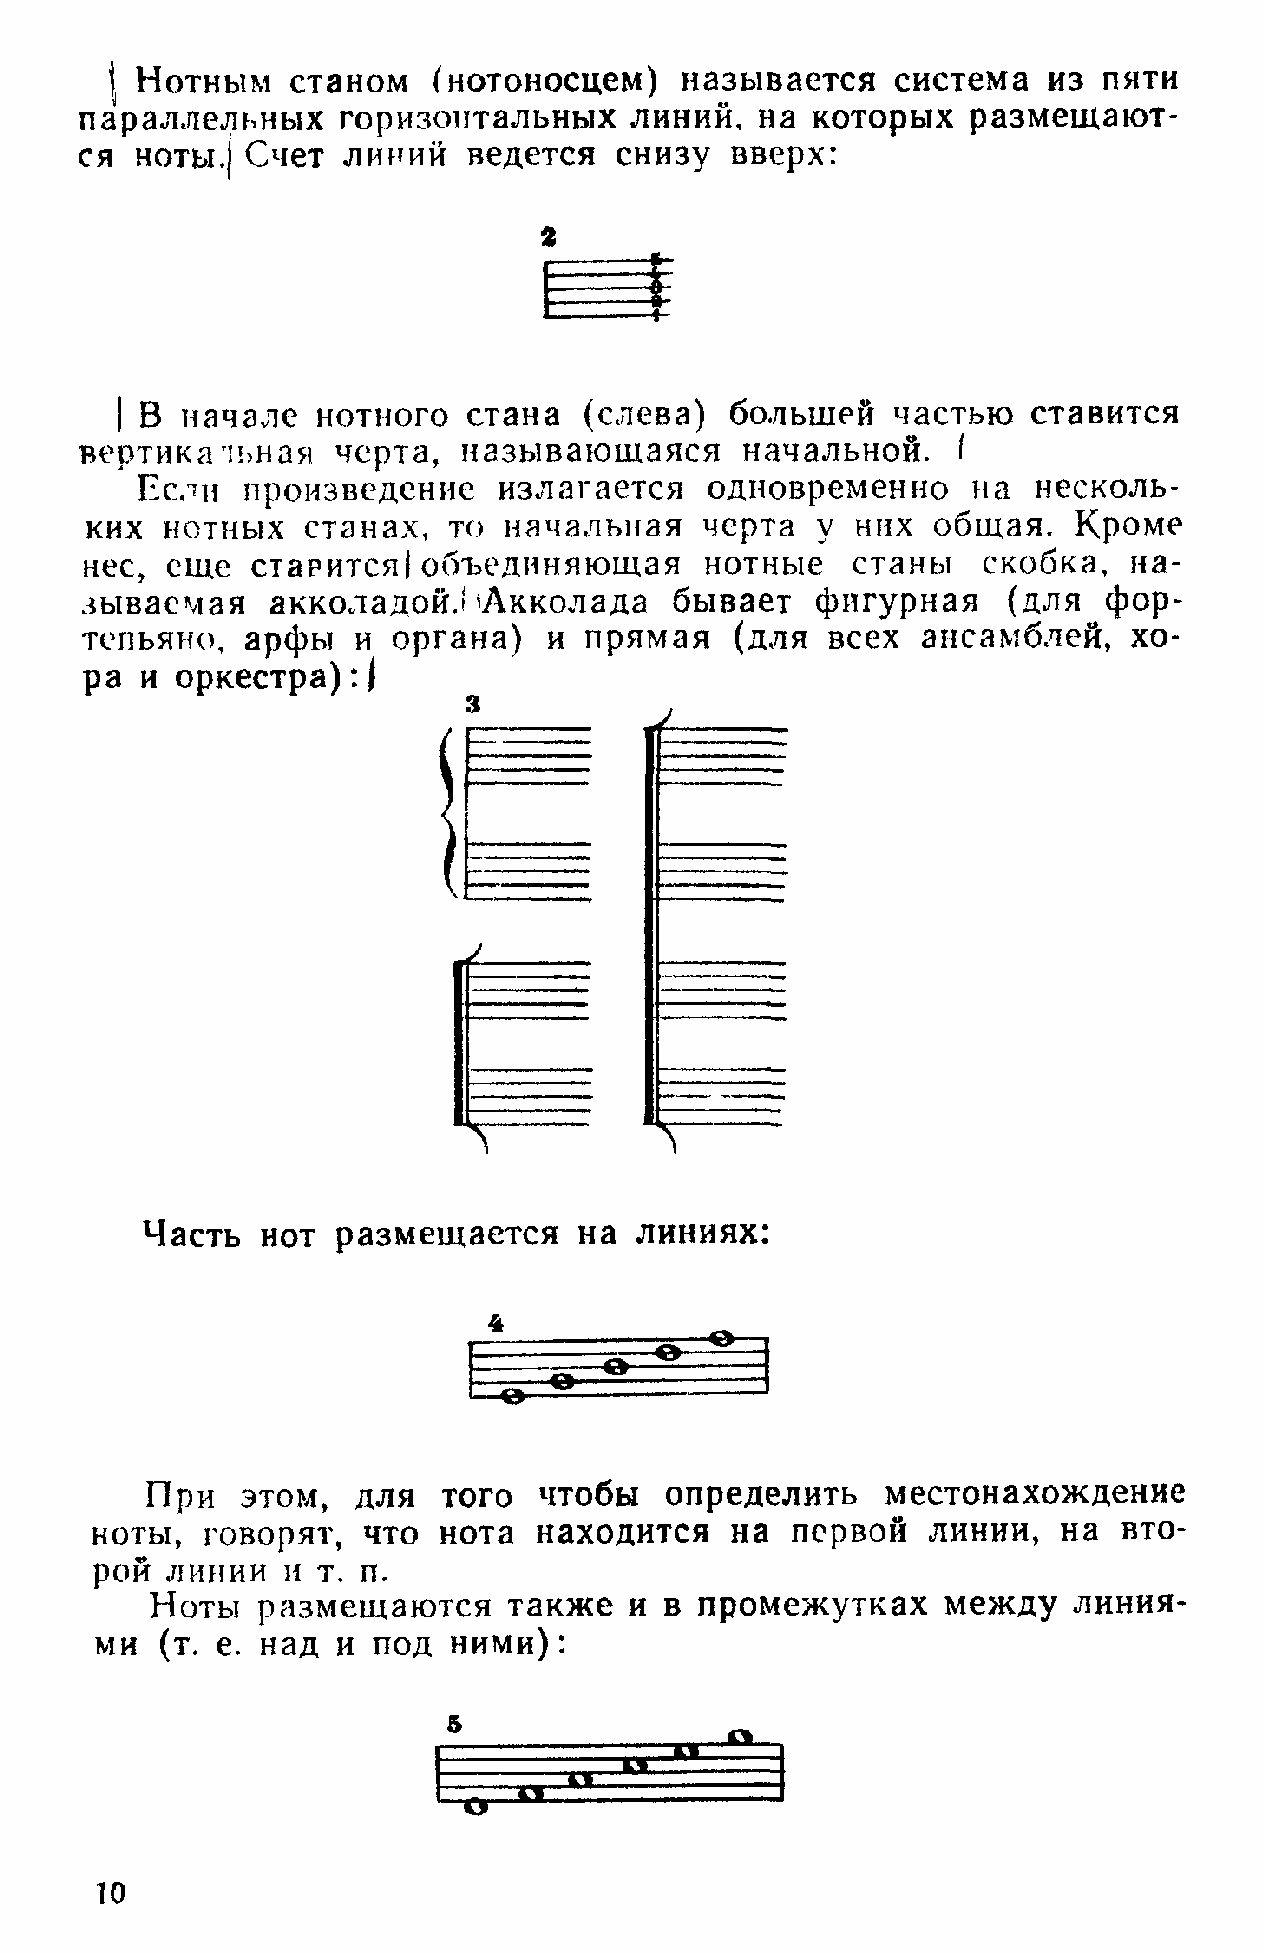 Нотным станом (нотоносцем) называется система из пяти
параллельных горизонтальных линий, на которых размещают-
ся ноты. Счет линий ведется снизу вверх:
2
5
4
3
2
1
В начале нотного стана (слева) большей частью ставится
вертикальная черта, называющаяся начальной.
Если произведение излагается одновременно на несколь-
ких нотных станах, то начальная черта у них общая. Кроме
нее, еще ставится объединяющая нотные станы скобка, на-
зываемая акколадой. Акколада бывает фигурная (для фор-
тепьяно, арфы и органа) и прямая (для всех ансамблей, хо-
ра и оркестра):
3
Часть нот размещается на линиях:
4
При этом, для того чтобы определить местонахождение
ноты, говорят, что нота находится на первой линии, на вто-
рой линии и т. п.
Ноты размещаются также и в промежутках между линия-
ми (т. е. над и под ними):
5
10